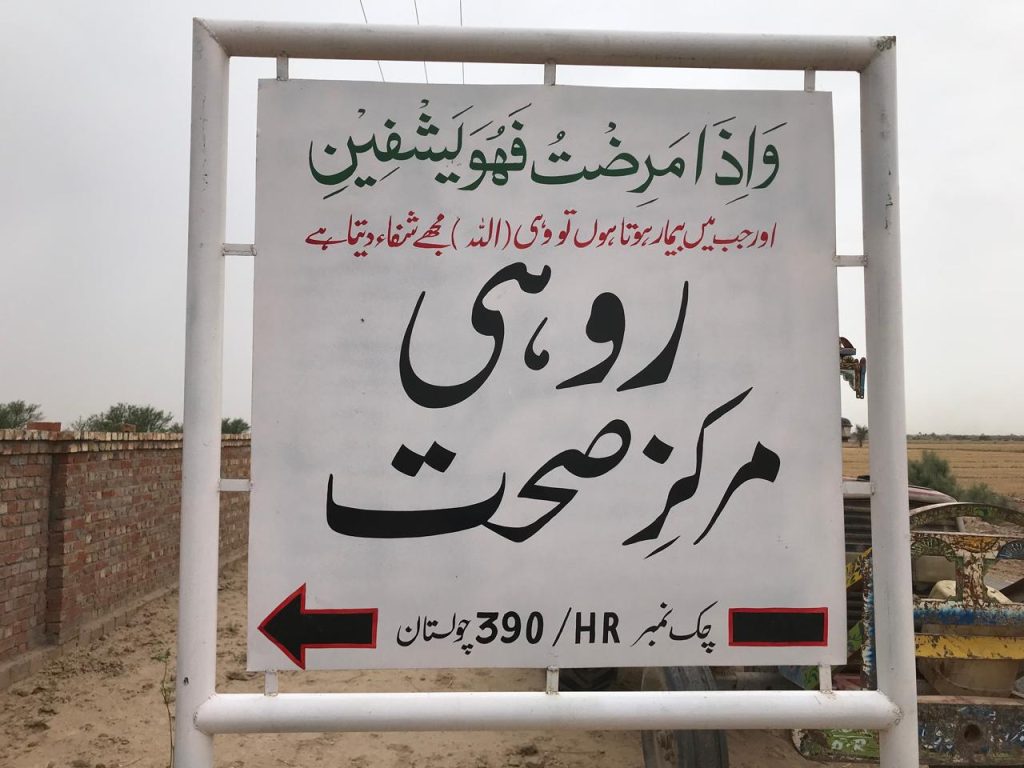 وَاِذَا مَرِضْتُ فَهُوَ يَشْفِيْنِ
اور جب میں بیمار ہوتا ہوں تو وہی (اللہ) مجھے شفاء دیتا ہے
روہی
مرکزِ صحت
چک نمبر 390/HR چولستان